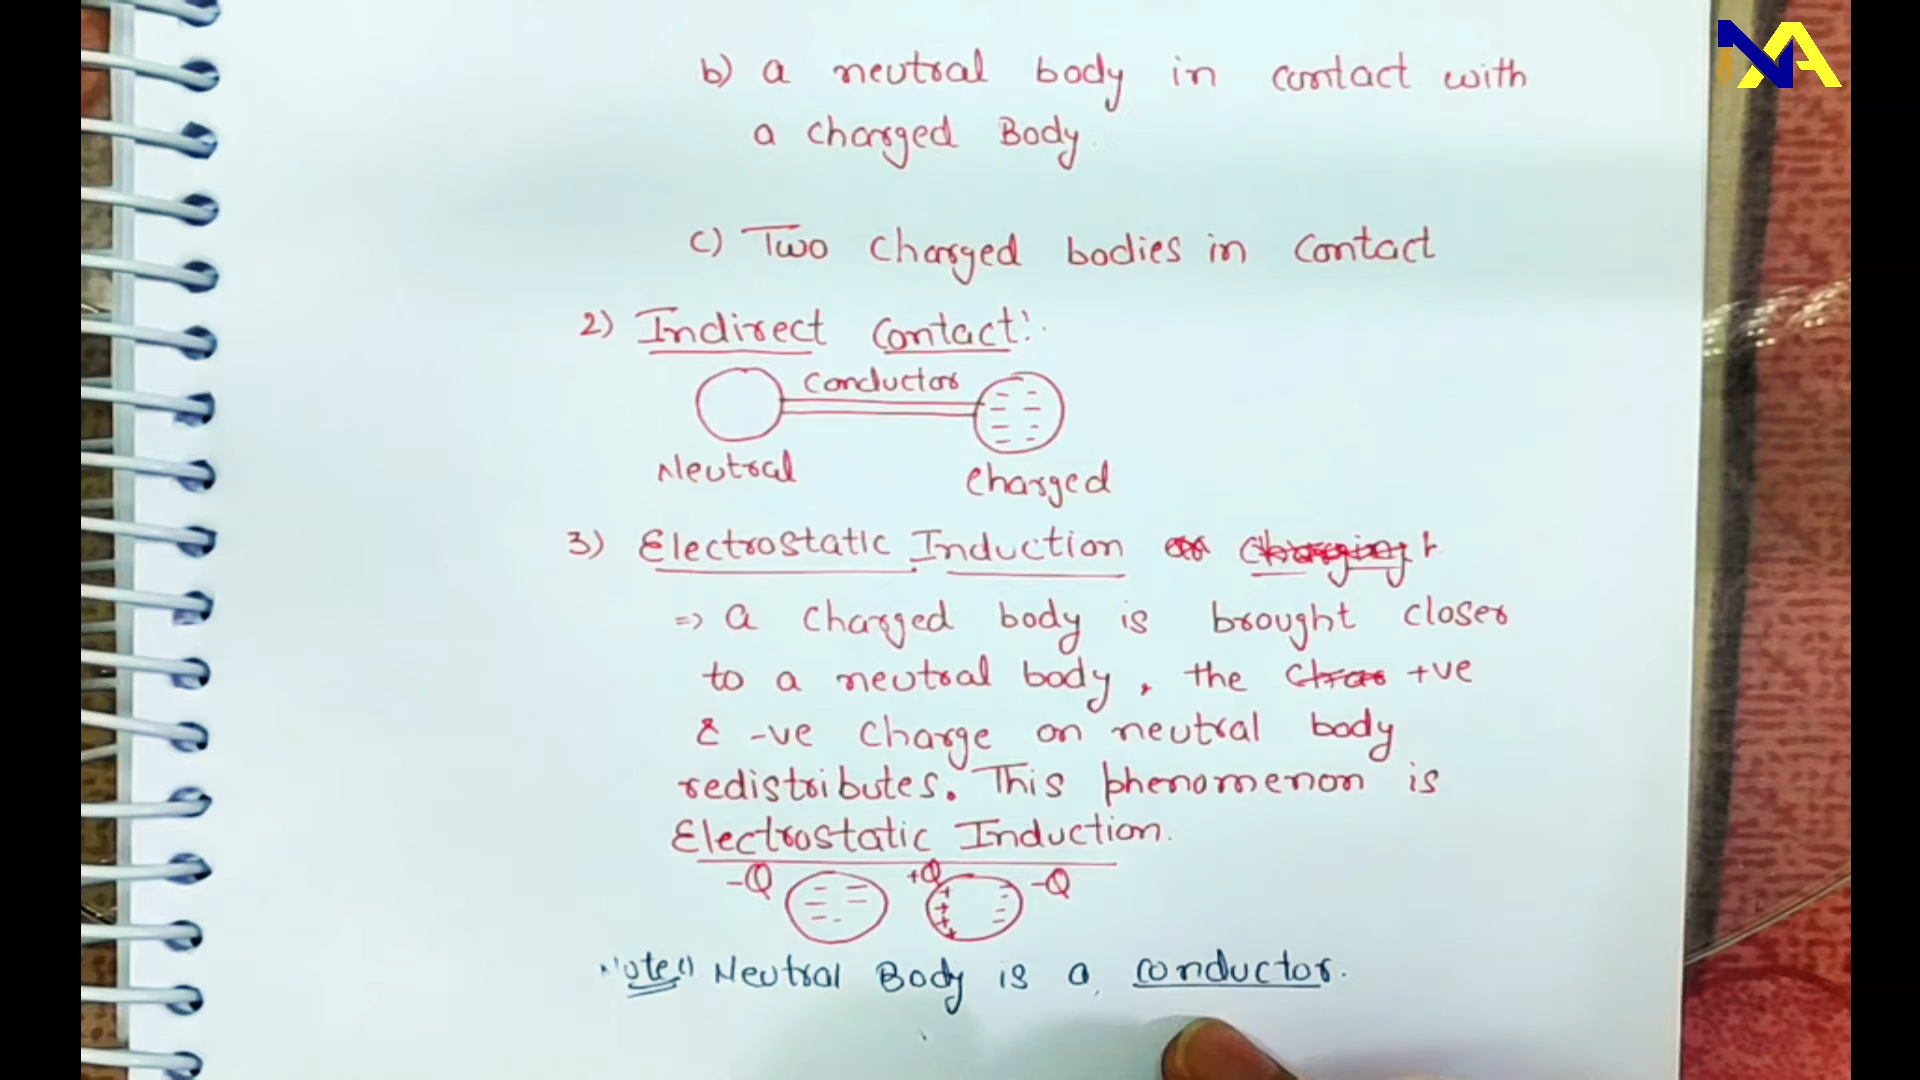 b) a neutral body in contact with
a charged Body.
c) Two charged bodies in contact
2) Indirect contact:
conductor
Neutral
Charged
3) Electrostatic Induction
=> a charged body is brought closer
to a neutral body, the +ve
& -ve charge on neutral body
redistributes. This phenomenon is
Electrostatic Induction.
-Q +Q -Q
Note 1) Neutral Body is a conductor.
NA